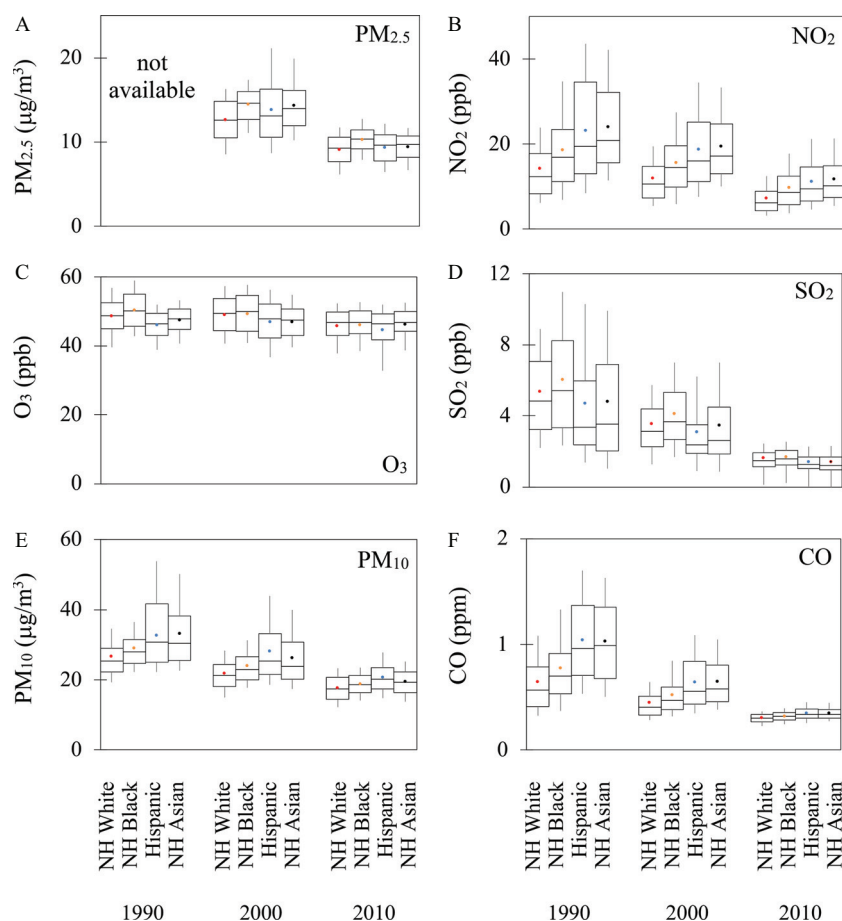 A
PM2.5
PM2.5 (μg/m³)
20
10
0
not
available
B
NO2
NO2 (ppb)
40
20
0
C
O3
O3 (ppb)
60
40
20
0
D
SO2
SO2 (ppb)
12
8
4
0
E
PM10
PM10 (μg/m³)
60
40
20
0
F
CO
CO (ppm)
2
1
0
NH White
NH Black
Hispanic
NH Asian
NH White
NH Black
Hispanic
NH Asian
NH White
NH Black
Hispanic
NH Asian
1990
2000
2010
NH White
NH Black
Hispanic
NH Asian
NH White
NH Black
Hispanic
NH Asian
NH White
NH Black
Hispanic
NH Asian
1990
2000
2010